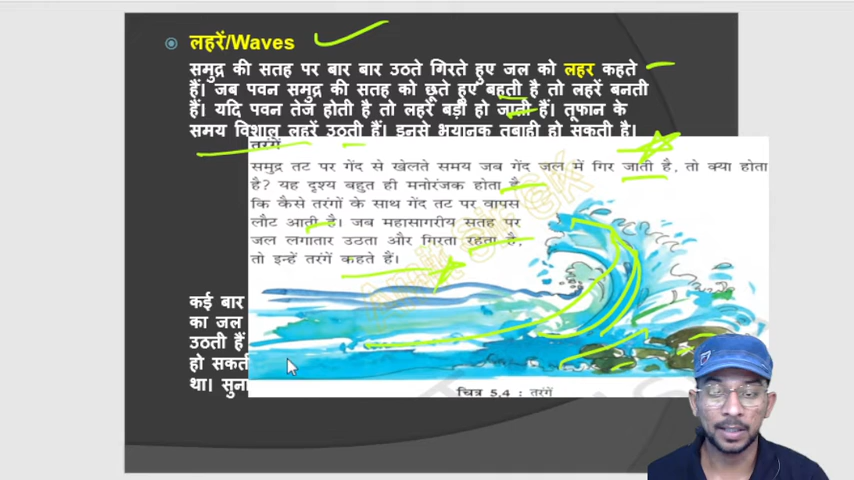 लहरें/Waves
समुद्र की सतह पर बार बार उठते गिरते हुए जल को लहर कहते
हैं। जब पवन समुद्र की सतह को छूते हुए बहती है तो लहरें बनती
हैं। यदि पवन तेज होती है तो लहरें बड़ी हो जाती हैं। तूफान के
समय विशाल लहरें उठती हैं। इनसे भयानक तबाही हो सकती है।
तरंगें
समुद्र तट पर गेंद से खेलते समय जब गेंद जल में गिर जाती है, तो क्या होता
है? यह दृश्य बहुत ही मनोरंजक होता है
कि कैसे तरंगों के साथ गेंद तट पर वापस
लौट आती है। जब महासागरीय सतह पर
जल लगातार उठता और गिरता रहता है,
तो इन्हें तरंगें कहते हैं।
कई बार
का जल
उठती हैं
हो सकती
था। सुना
चित्र 5.4 : तरंगें